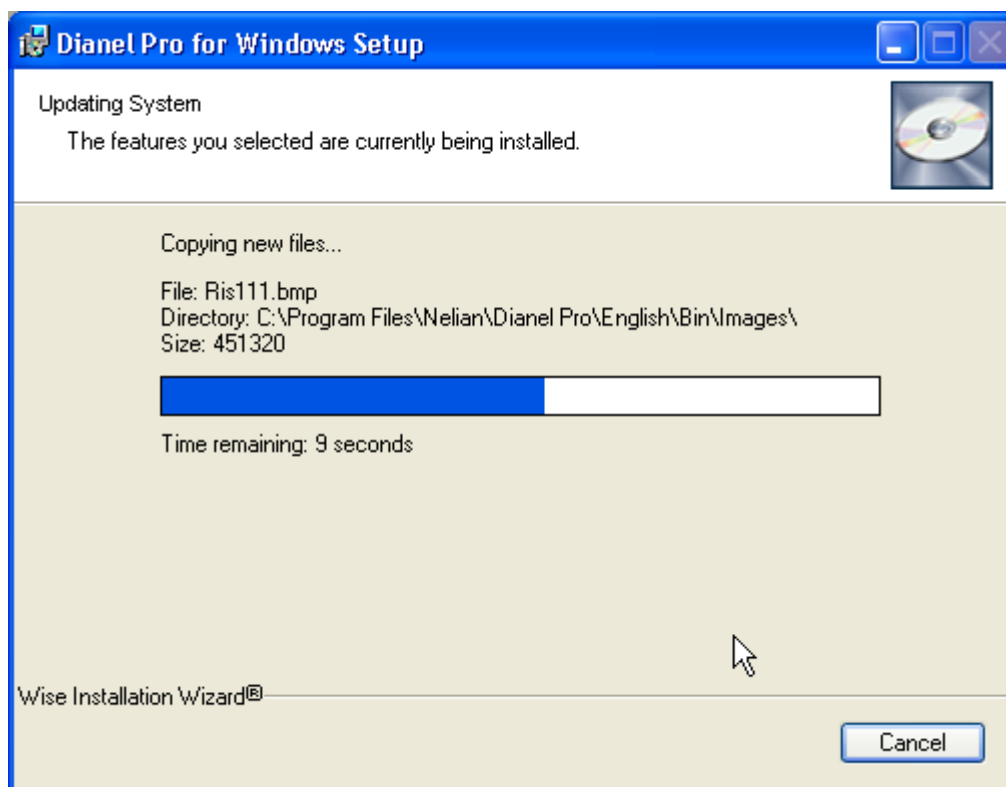 Dianel Pro for Windows Setup
Updating System
The features you selected are currently being installed.
Copying new files...
File: Ris111.bmp
Directory: C:\Program Files\Nelian\Dianel Pro\English\Bin\Images\
Size: 451320
Time remaining: 9 seconds
Wise Installation Wizard®
Cancel